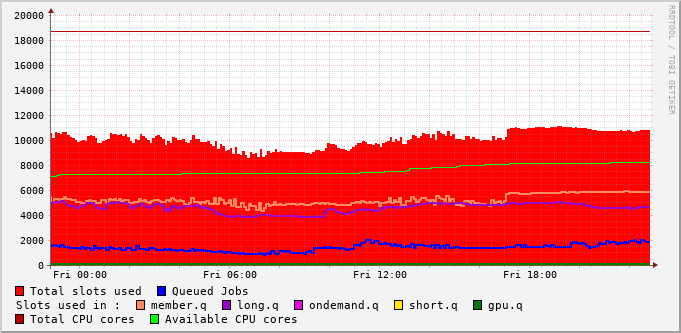 20000
18000
16000
14000
12000
10000
8000
6000
4000
2000
0
Fri 00:00 Fri 06:00 Fri 12:00 Fri 18:00
RRDTOOL / TOBI OETIKER
Total slots used Queued Jobs
Slots used in : member.q long.q ondemand.q short.q gpu.q
Total CPU cores Available CPU cores